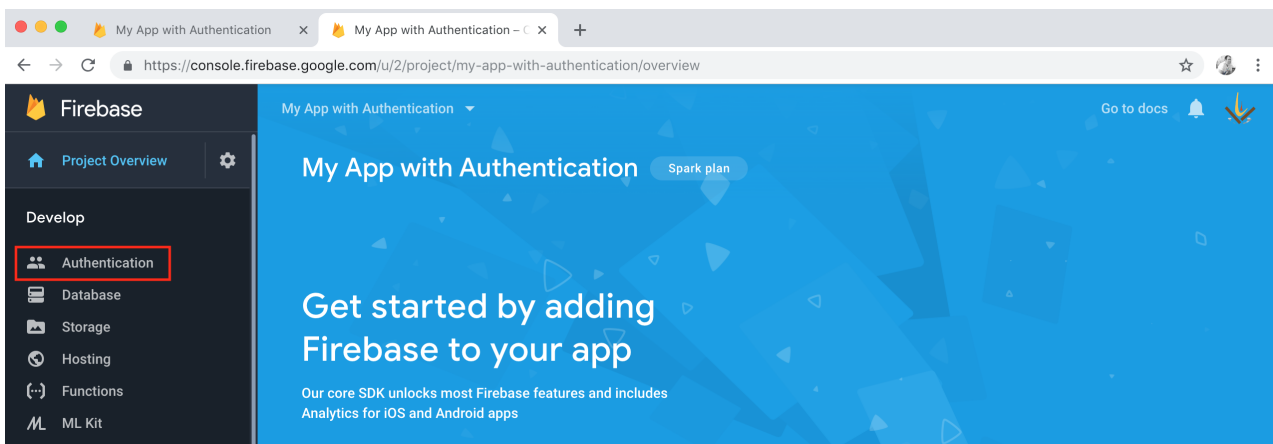 My App with Authentication
My App with Authentication – C
https://console.firebase.google.com/u/2/project/my-app-with-authentication/overview
Firebase
My App with Authentication
Go to docs
Project Overview
My App with Authentication
Spark plan
Develop
Authentication
Database
Storage
Hosting
Functions
ML Kit
Get started by adding
Firebase to your app
Our core SDK unlocks most Firebase features and includes
Analytics for iOS and Android apps